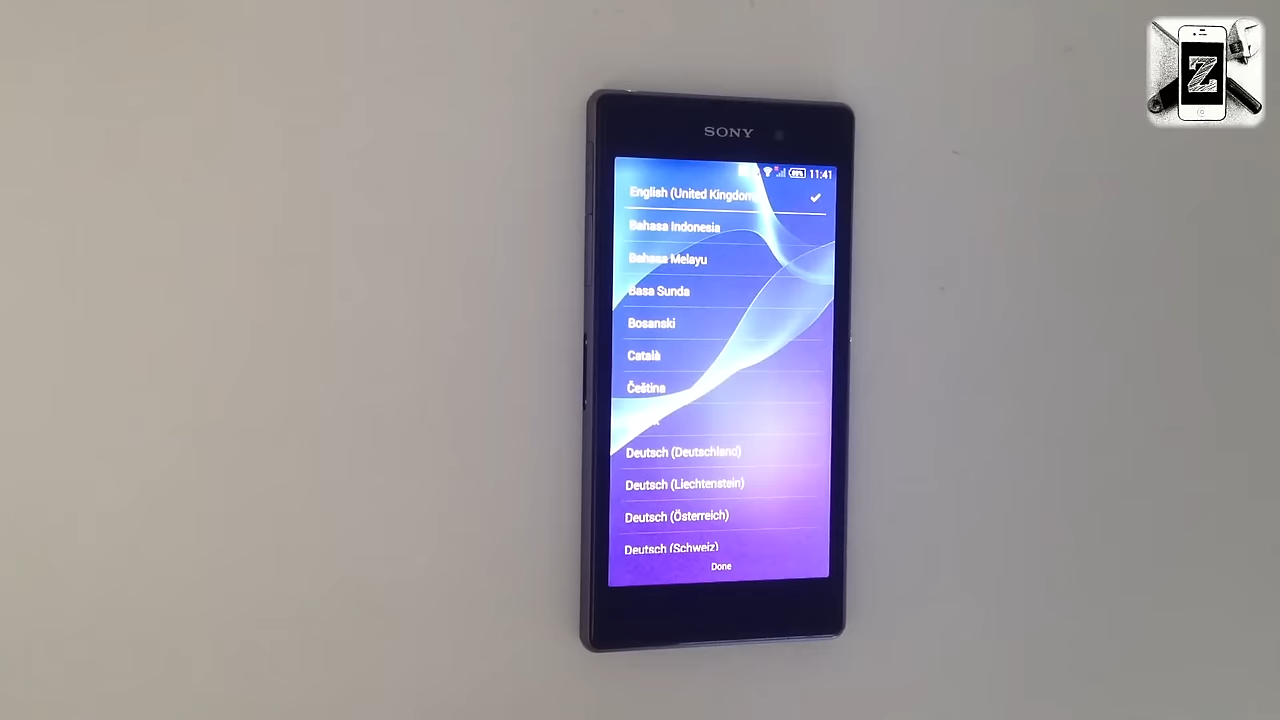 Z
SONY
11:41
English (United Kingdom
Bahasa Indonesia
Bahasa Melayu
Basa Sunda
Bosanski
Català
Čeština
Deutsch (Deutschland)
Deutsch (Liechtenstein)
Deutsch (Österreich)
Deutsch (Schweiz)
Done